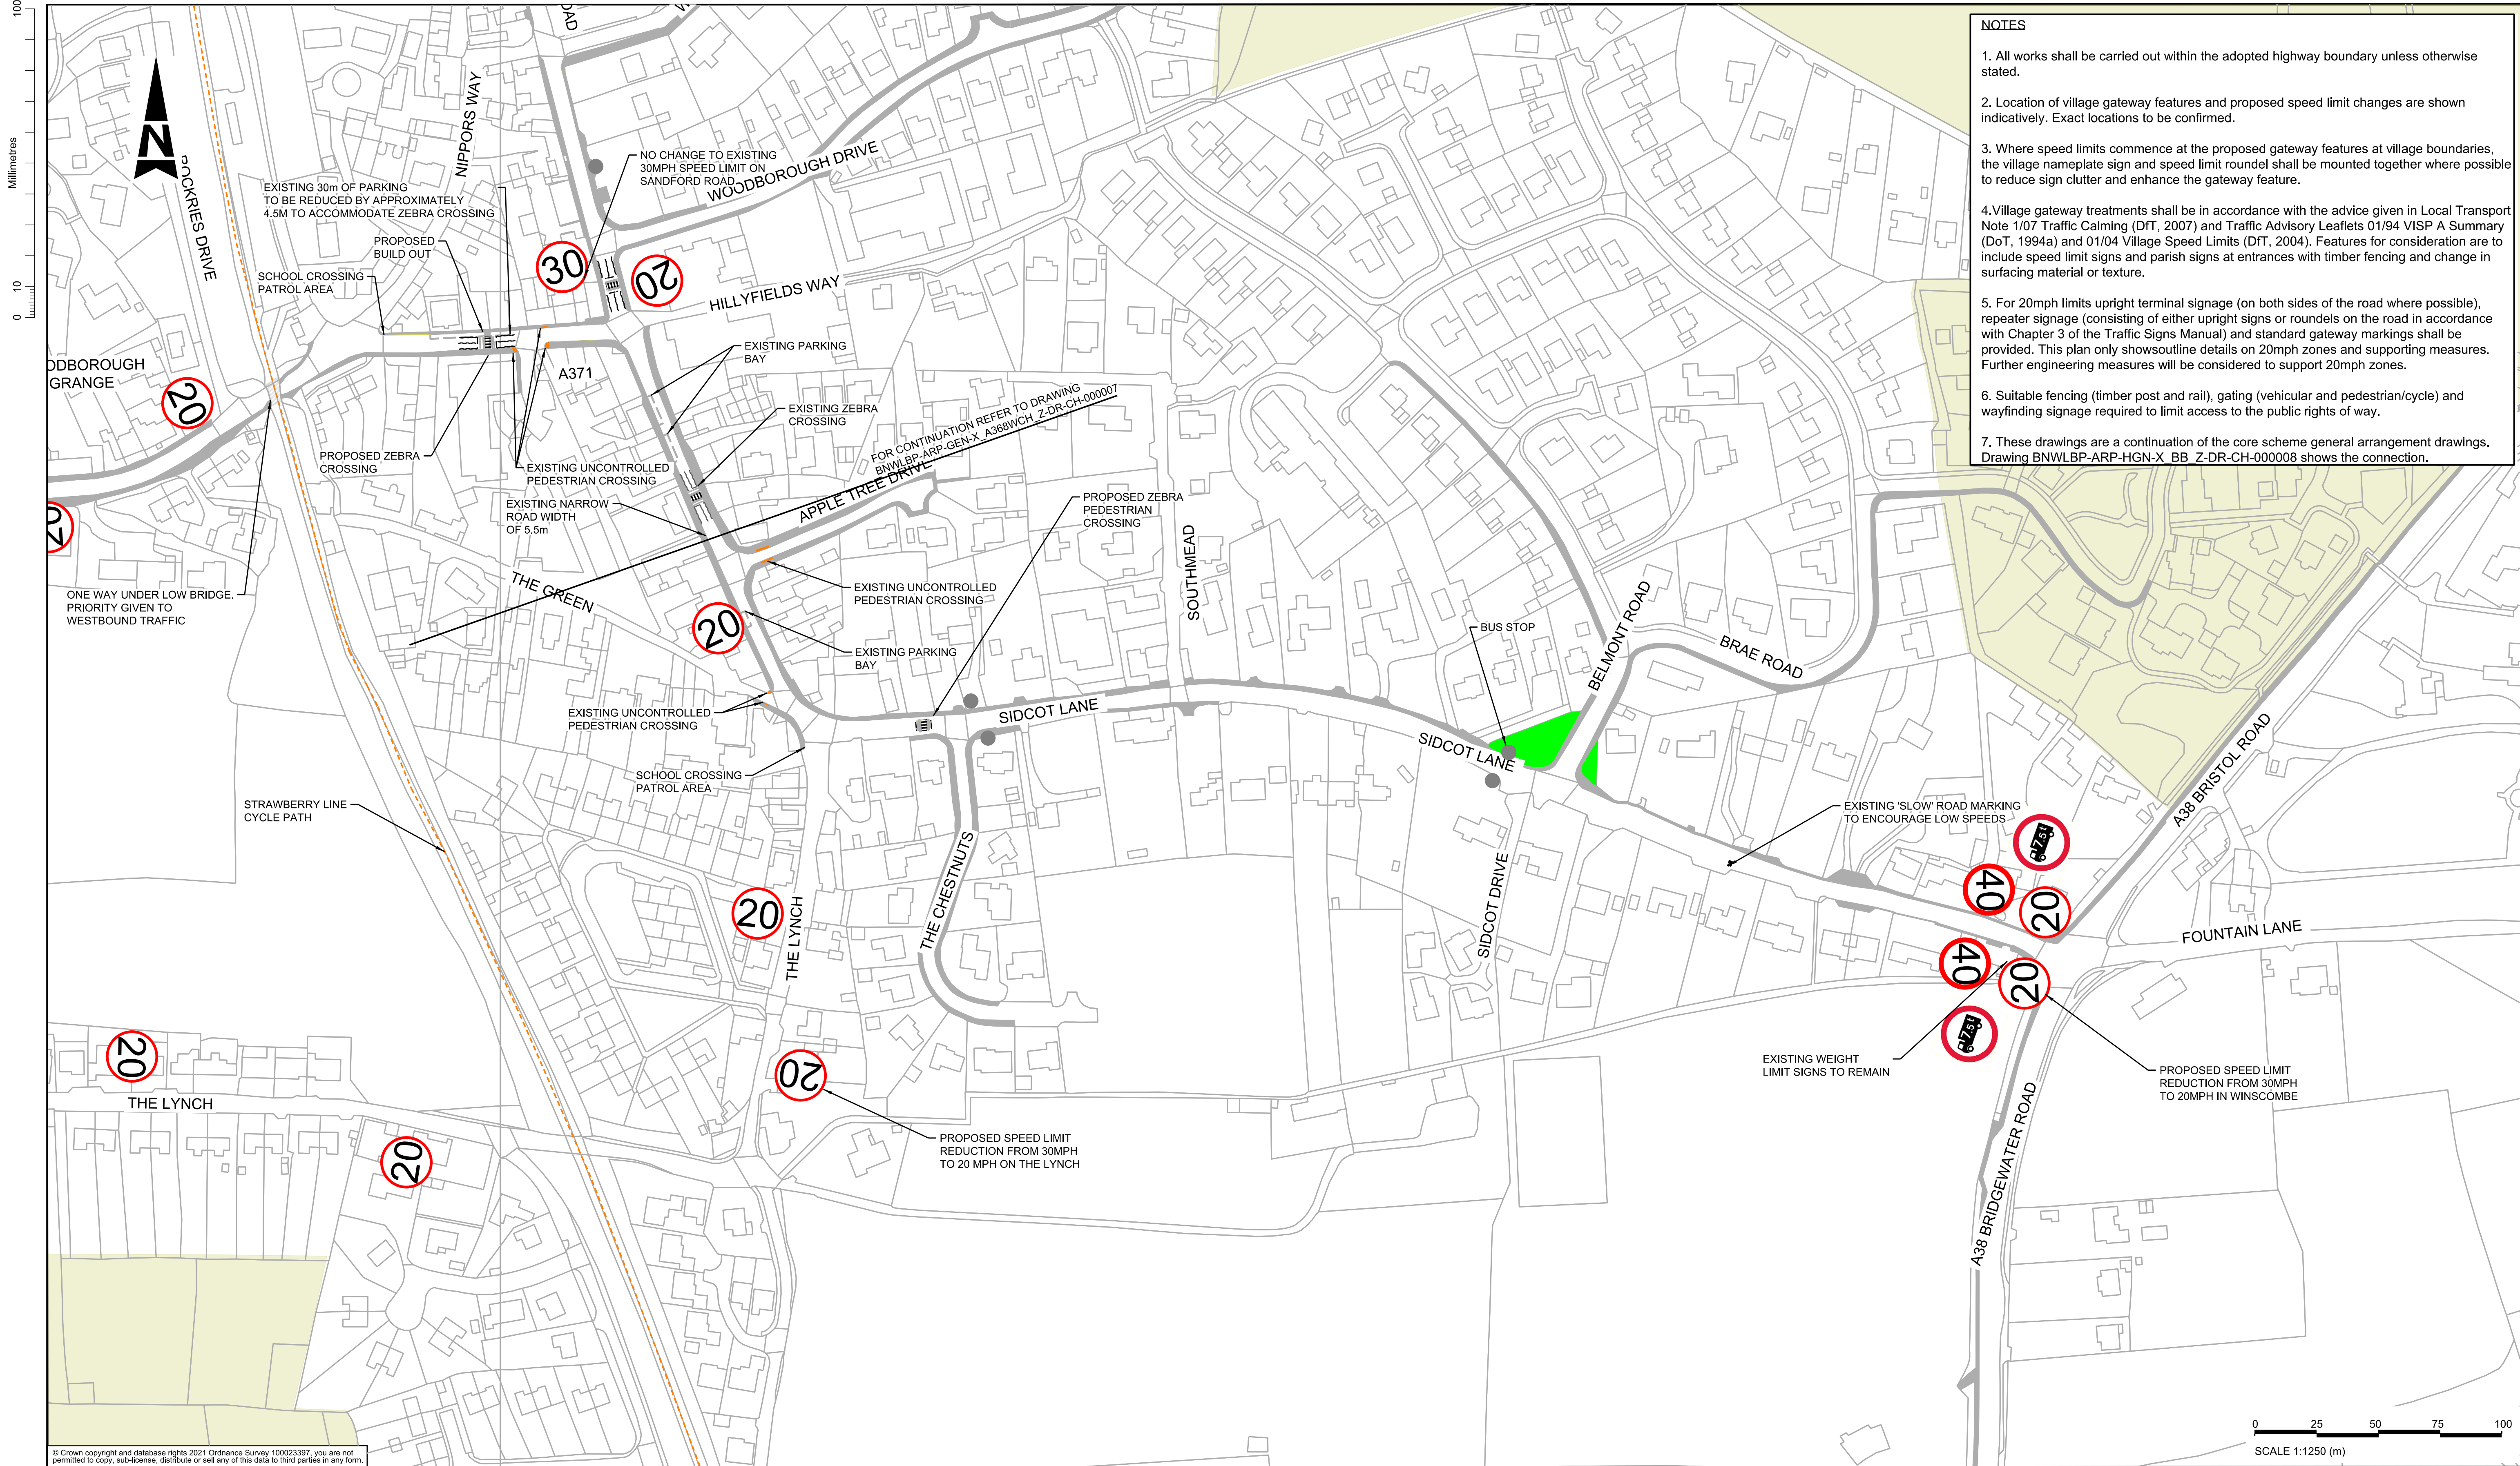 NOTES
1. All works shall be carried out within the adopted highway boundary unless otherwise
stated.
2. Location of village gateway features and proposed speed limit changes are shown
indicatively. Exact locations to be confirmed.
3. Where speed limits commence at the proposed gateway features at village boundaries,
the village nameplate sign and speed limit roundel shall be mounted together where possible
to reduce sign clutter and enhance the gateway feature.
4.Village gateway treatments shall be in accordance with the advice given in Local Transport
Note 1/07 Traffic Calming (DfT, 2007) and Traffic Advisory Leaflets 01/94 VISP A Summary
(DoT, 1994a) and 01/04 Village Speed Limits (DfT, 2004). Features for consideration are to
include speed limit signs and parish signs at entrances with timber fencing and change in
surfacing material or texture.
5. For 20mph limits upright terminal signage (on both sides of the road where possible),
repeater signage (consisting of either upright signs or roundels on the road in accordance
with Chapter 3 of the Traffic Signs Manual) and standard gateway markings shall be
provided. This plan only showsoutline details on 20mph zones and supporting measures.
Further engineering measures will be considered to support 20mph zones.
6. Suitable fencing (timber post and rail), gating (vehicular and pedestrian/cycle) and
wayfinding signage required to limit access to the public rights of way.
7. These drawings are a continuation of the core scheme general arrangement drawings.
Drawing BNWLBP-ARP-HGN-X_BB_Z-DR-CH-000008 shows the connection.
100
Millimetres
10
0
N
ROCKRIES DRIVE
NIPPORS WAY
OAD
W
NO CHANGE TO EXISTING
30MPH SPEED LIMIT ON
SANDFORD ROAD
WOODBOROUGH DRIVE
EXISTING 30m OF PARKING
TO BE REDUCED BY APPROXIMATELY
4.5M TO ACCOMMODATE ZEBRA CROSSING
PROPOSED
BUILD OUT
SCHOOL CROSSING
PATROL AREA
30
20
HILLYFIELDS WAY
ODBOROUGH
GRANGE
20
A371
EXISTING PARKING
BAY
EXISTING ZEBRA
CROSSING
FOR CONTINUATION REFER TO DRAWING
BNWLBP-ARP-GEN-X_A368WCH_Z-DR-CH-000007
PROPOSED ZEBRA
CROSSING
EXISTING UNCONTROLLED
PEDESTRIAN CROSSING
EXISTING NARROW
ROAD WIDTH
OF 5.5m
APPLE TREE DRIVE
PROPOSED ZEBRA
PEDESTRIAN
CROSSING
SOUTHMEAD
20
ONE WAY UNDER LOW BRIDGE.
PRIORITY GIVEN TO
WESTBOUND TRAFFIC
THE GREEN
EXISTING UNCONTROLLED
PEDESTRIAN CROSSING
20
EXISTING PARKING
BAY
BUS STOP
BELMONT ROAD
BRAE ROAD
EXISTING UNCONTROLLED
PEDESTRIAN CROSSING
SIDCOT LANE
SIDCOT LANE
SCHOOL CROSSING
PATROL AREA
STRAWBERRY LINE
CYCLE PATH
EXISTING 'SLOW' ROAD MARKING
TO ENCOURAGE LOW SPEEDS
A38 BRISTOL ROAD
7.5t
40
20
THE CHESTNUTS
SIDCOT DRIVE
20
THE LYNCH
FOUNTAIN LANE
40
20
7.5t
EXISTING WEIGHT
LIMIT SIGNS TO REMAIN
PROPOSED SPEED LIMIT
REDUCTION FROM 30MPH
TO 20MPH IN WINSCOMBE
20
20
THE LYNCH
20
PROPOSED SPEED LIMIT
REDUCTION FROM 30MPH
TO 20 MPH ON THE LYNCH
A38 BRIDGEWATER ROAD
0 25 50 75 100
SCALE 1:1250 (m)
© Crown copyright and database rights 2021 Ordnance Survey 100023397, you are not
permitted to copy, sub-license, distribute or sell any of this data to third parties in any form.